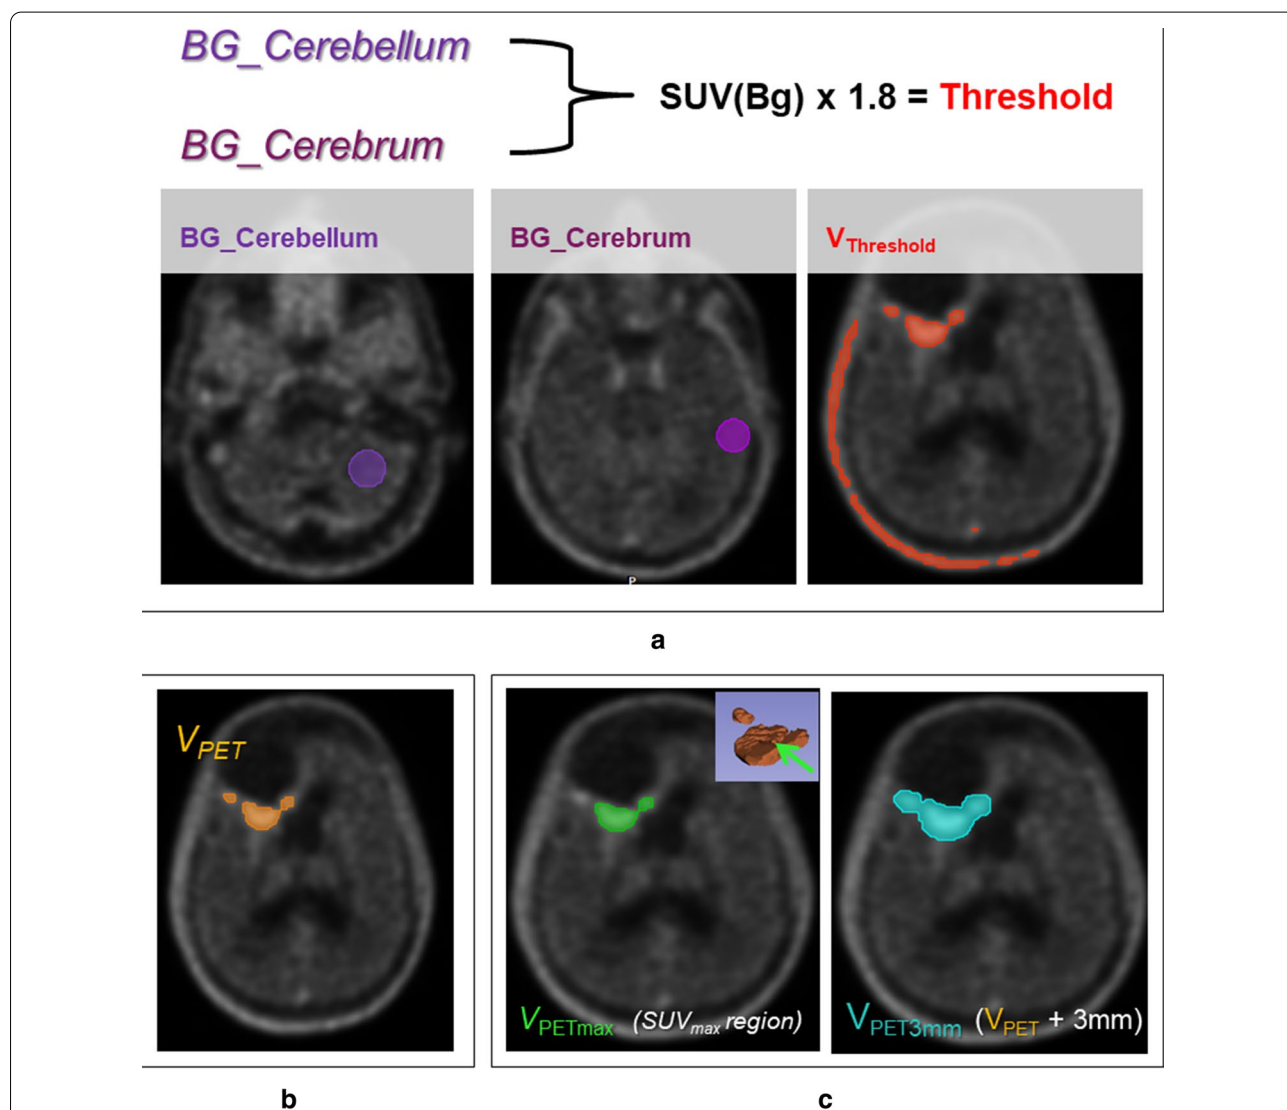 BG_Cerebellum
SUV(Bg) x 1.8 = Threshold
BG_Cerebrum
BG_Cerebellum
BG_Cerebrum
VThreshold
P
a
VPET
VPETmax (SUVmax region)
VPET3mm (VPET + 3mm)
b
c